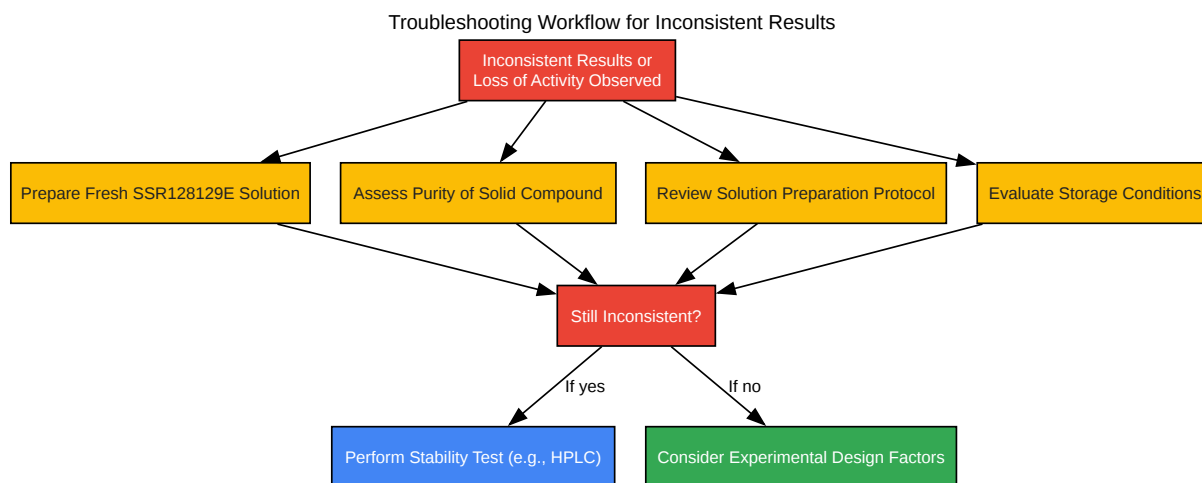 Troubleshooting Workflow for Inconsistent Results
Inconsistent Results or
Loss of Activity Observed
Prepare Fresh SSR128129E Solution
Assess Purity of Solid Compound
Review Solution Preparation Protocol
Evaluate Storage Conditions
Still Inconsistent?
If yes
If no
Perform Stability Test (e.g., HPLC)
Consider Experimental Design Factors